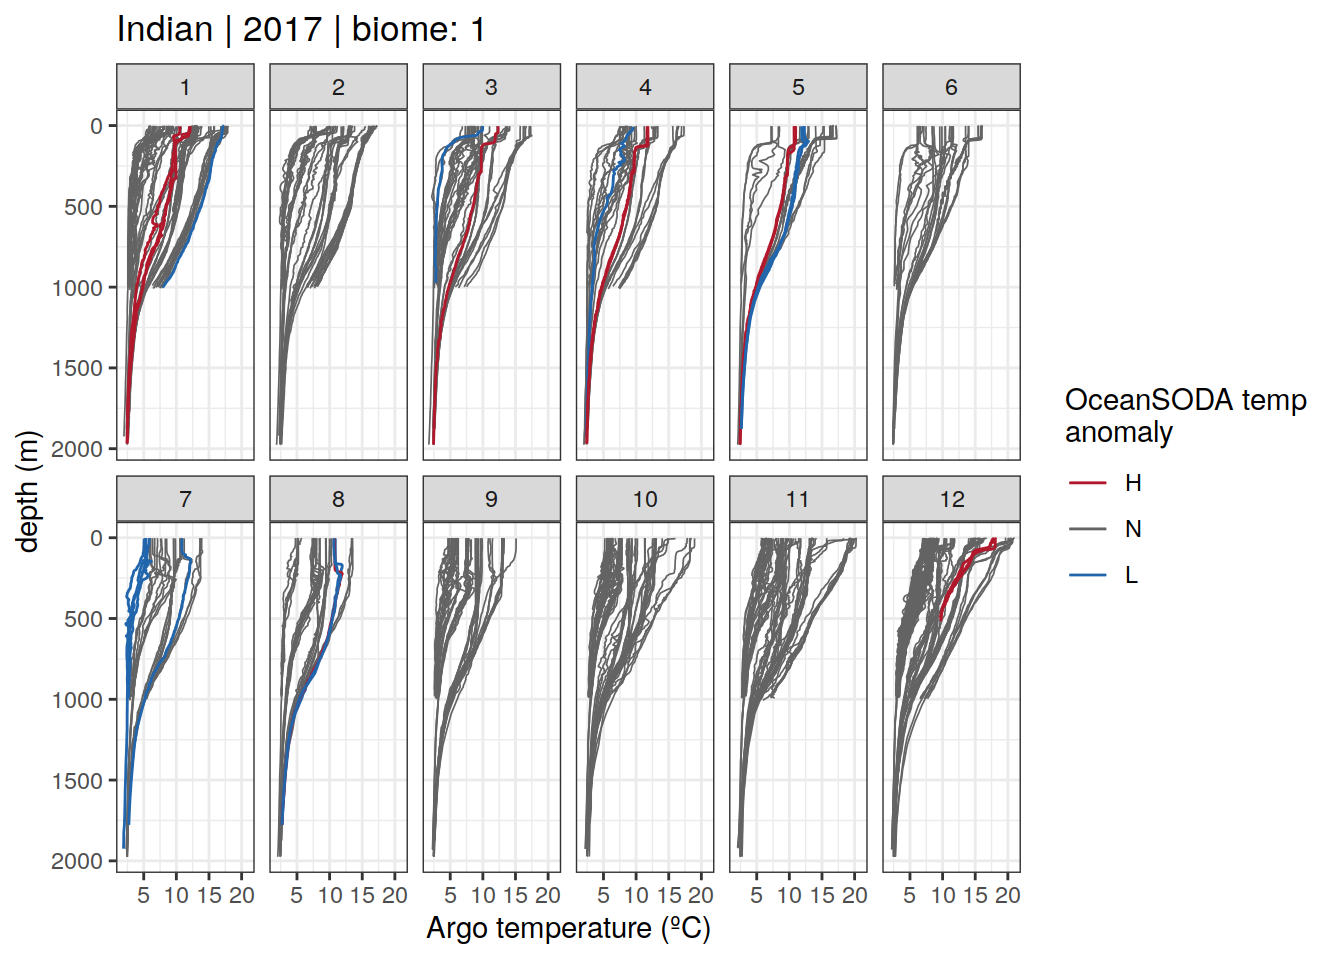 Indian | 2017 | biome: 1
1 2 3 4 5 6
0
500
1000
1500
2000
7 8 9 10 11 12
0
500
1000
1500
2000
5 10 15 20 5 10 15 20 5 10 15 20 5 10 15 20 5 10 15 20 5 10 15 20
Argo temperature (ºC)
depth (m)
OceanSODA temp
anomaly
H
N
L